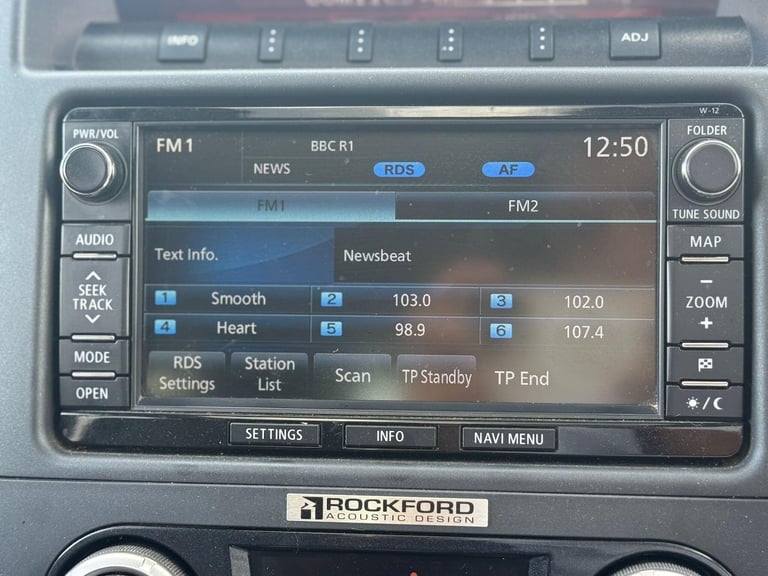 INFO
ADJ
W-12
PWR/VOL
FM 1
BBC R1
12:50
FOLDER
NEWS
RDS
AF
FM1
FM2
TUNE SOUND
AUDIO
MAP
Text Info.
Newsbeat
SEEK
TRACK
ZOOM
1 Smooth
2 103.0
3 102.0
4 Heart
5 98.9
6 107.4
MODE
RDS
Settings
Station
List
Scan
TP Standby
TP End
OPEN
SETTINGS
INFO
NAVI MENU
ROCKFORD
ACOUSTIC DESIGN